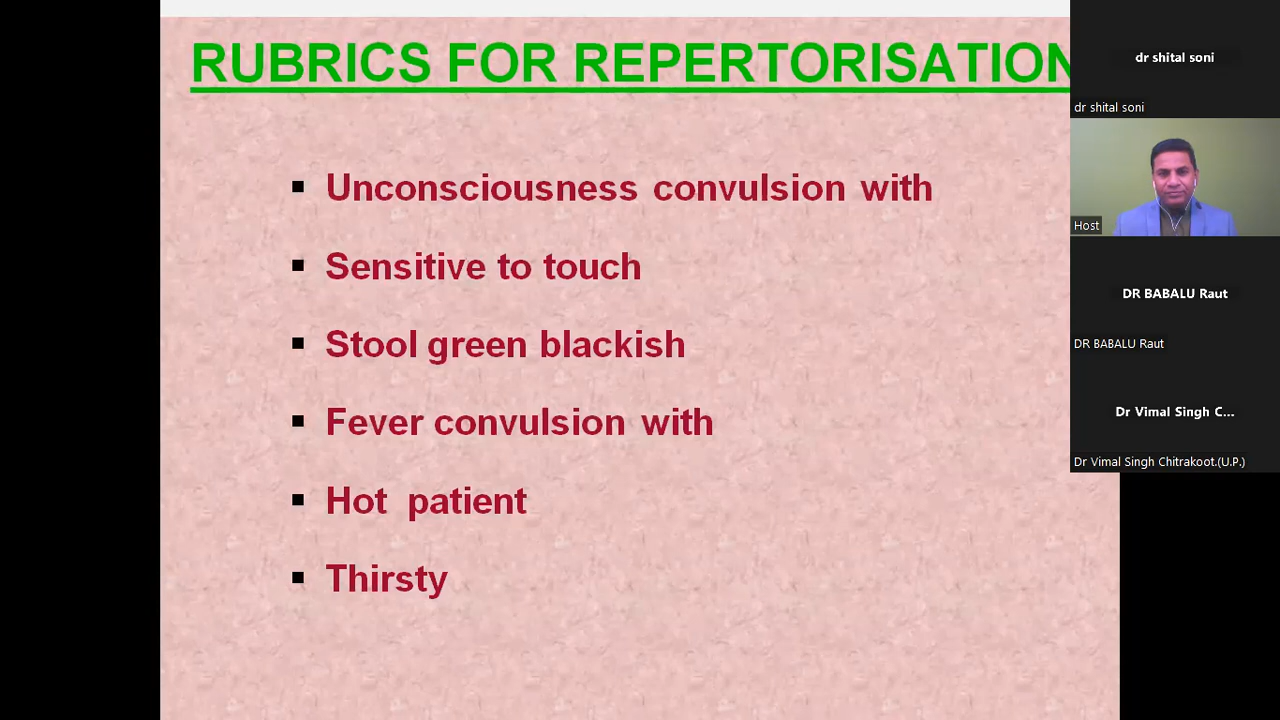 RUBRICS FOR REPERTORISATION
Unconsciousness convulsion with
Sensitive to touch
Stool green blackish
Fever convulsion with
Hot patient
Thirsty
dr shital soni
dr shital soni
Host
DR BABALU Raut
DR BABALU Raut
Dr Vimal Singh C...
Dr Vimal Singh Chitrakoot.(U.P.)